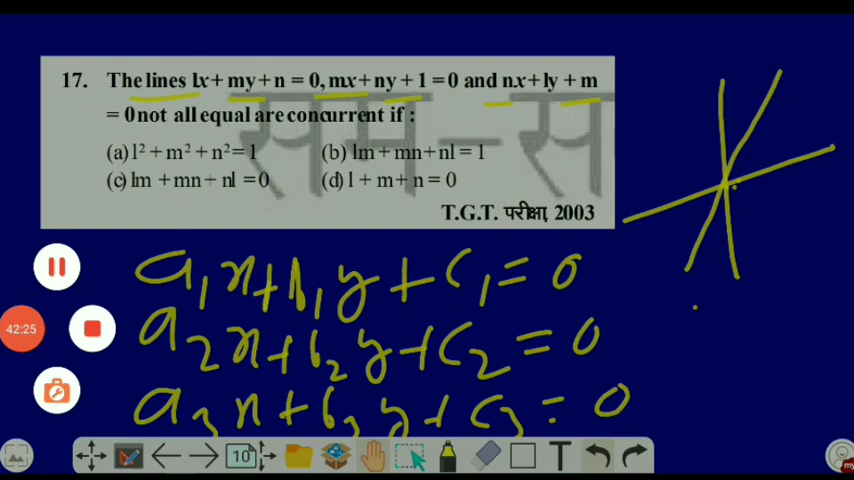 17. The lines lx + my + n = 0, mx + ny + 1 = 0 and nx + ly + m
= 0 not all equal are concurrent if :
(a) l² + m² + n² = 1 (b) lm + mn + nl = 1
(c) lm + mn + nl = 0 (d) l + m + n = 0
T.G.T. परीक्षा, 2003
सम-स
a₁x+b₁y+c₁=0
a₂x+b₂y+c₂=0
a₃x+b₃y+c₃=0
42:25
10
T